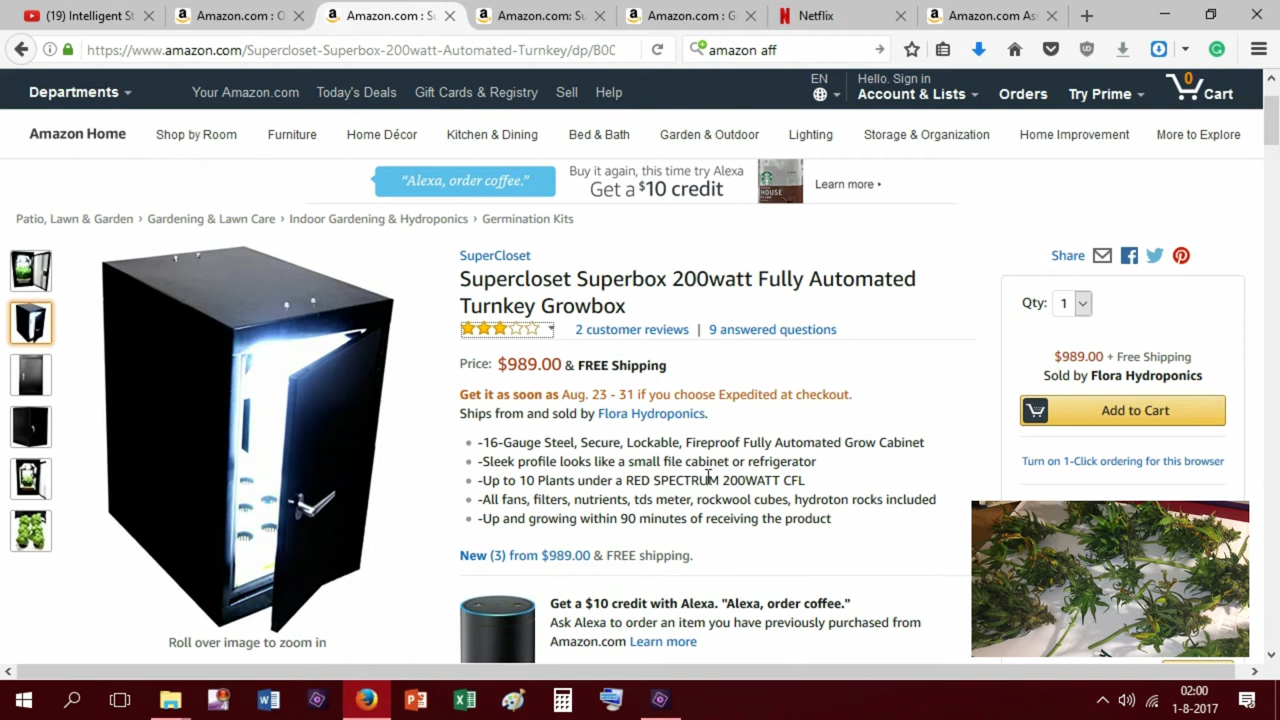 (19) Intelligent St
Amazon.com : O
Amazon.com : Su
Amazon.com: Su
Amazon.com : G
Netflix
Amazon.com As
https://www.amazon.com/Supercloset-Superbox-200watt-Automated-Turnkey/dp/B00
amazon aff
Departments
Your Amazon.com
Today's Deals
Gift Cards & Registry
Sell
Help
EN
Hello. Sign in
Account & Lists
Orders
Try Prime
0
Cart
Amazon Home
Shop by Room
Furniture
Home Décor
Kitchen & Dining
Bed & Bath
Garden & Outdoor
Lighting
Storage & Organization
Home Improvement
More to Explore
"Alexa, order coffee."
Buy it again, this time try Alexa
Get a $10 credit
HOUSE
Learn more
Patio, Lawn & Garden › Gardening & Lawn Care › Indoor Gardening & Hydroponics › Germination Kits
SuperCloset
Supercloset Superbox 200watt Fully Automated
Turnkey Growbox
2 customer reviews | 9 answered questions
Price: $989.00 & FREE Shipping
Get it as soon as Aug. 23 - 31 if you choose Expedited at checkout.
Ships from and sold by Flora Hydroponics.
-16-Gauge Steel, Secure, Lockable, Fireproof Fully Automated Grow Cabinet
-Sleek profile looks like a small file cabinet or refrigerator
-Up to 10 Plants under a RED SPECTRUM 200WATT CFL
-All fans, filters, nutrients, tds meter, rockwool cubes, hydroton rocks included
-Up and growing within 90 minutes of receiving the product
New (3) from $989.00 & FREE shipping.
Get a $10 credit with Alexa. "Alexa, order coffee."
Ask Alexa to order an item you have previously purchased from
Amazon.com Learn more
Roll over image to zoom in
Share
Qty: 1
$989.00 + Free Shipping
Sold by Flora Hydroponics
Add to Cart
Turn on 1-Click ordering for this browser
02:00
1-8-2017